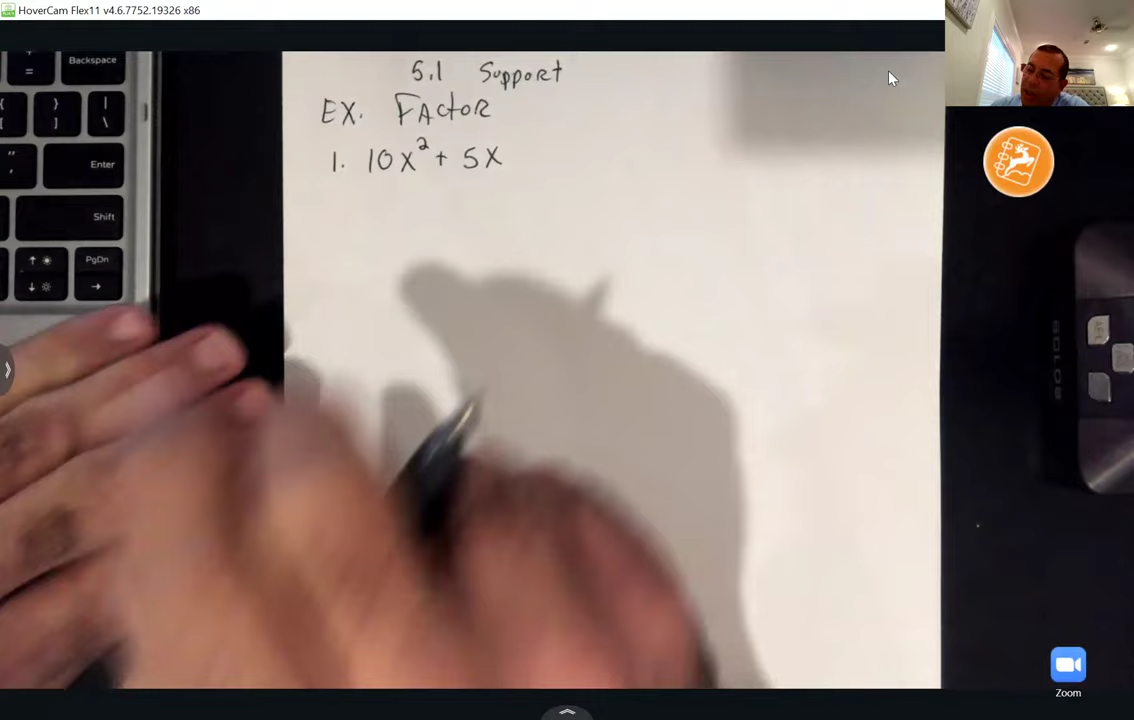 HoverCam Flex11 v4.6.7752.19326 x86
5.1 Support
EX. FActoR
1. 10x² + 5x
+
=
Backspace
{
[
}
]
|
\
"
'
Enter
Shift
PgDn
Zoom